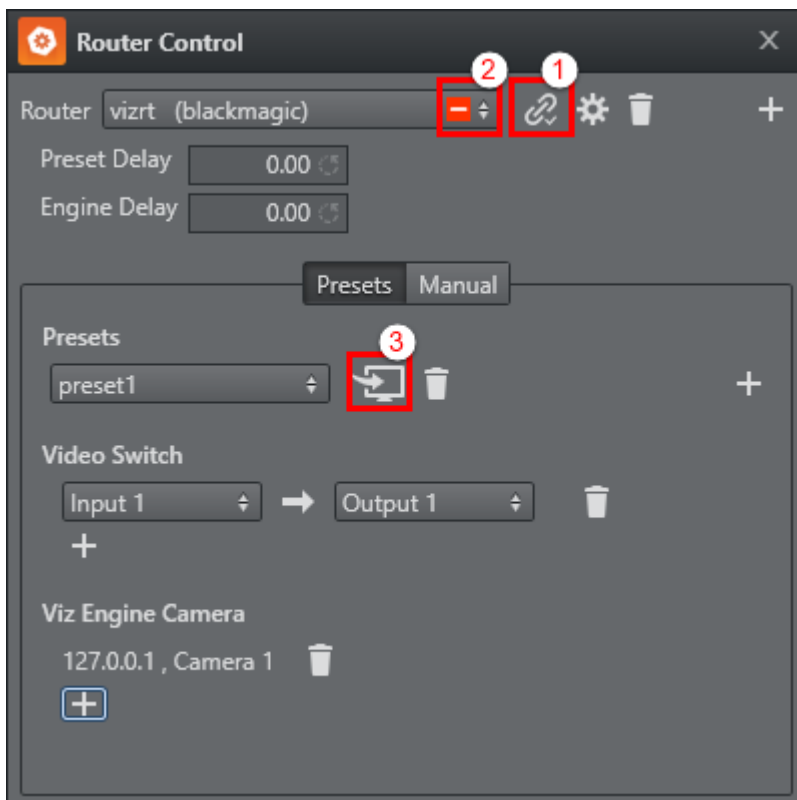 Router Control
2 1
Router vizrt (blackmagic)
Preset Delay 0.00
Engine Delay 0.00
Presets Manual
Presets
3
preset1
Video Switch
Input 1 Output 1
Viz Engine Camera
127.0.0.1 , Camera 1